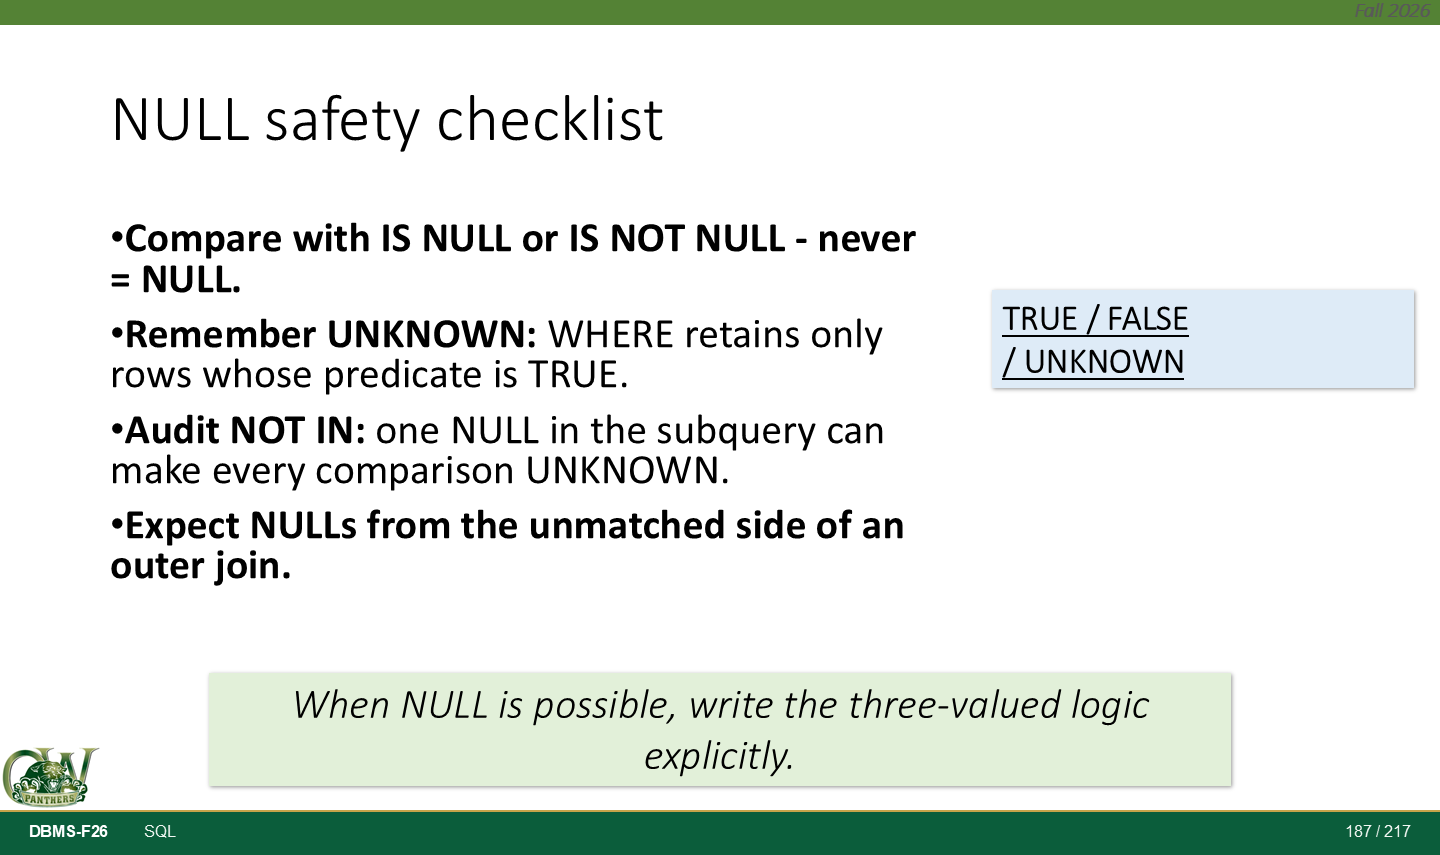 Fall 2026
NULL safety checklist
•Compare with IS NULL or IS NOT NULL - never
= NULL.
•Remember UNKNOWN: WHERE retains only
rows whose predicate is TRUE.
•Audit NOT IN: one NULL in the subquery can
make every comparison UNKNOWN.
•Expect NULLs from the unmatched side of an
outer join.
TRUE / FALSE
/ UNKNOWN
When NULL is possible, write the three-valued logic
explicitly.
OW
PANTHERS
DBMS-F26 SQL 187 / 217